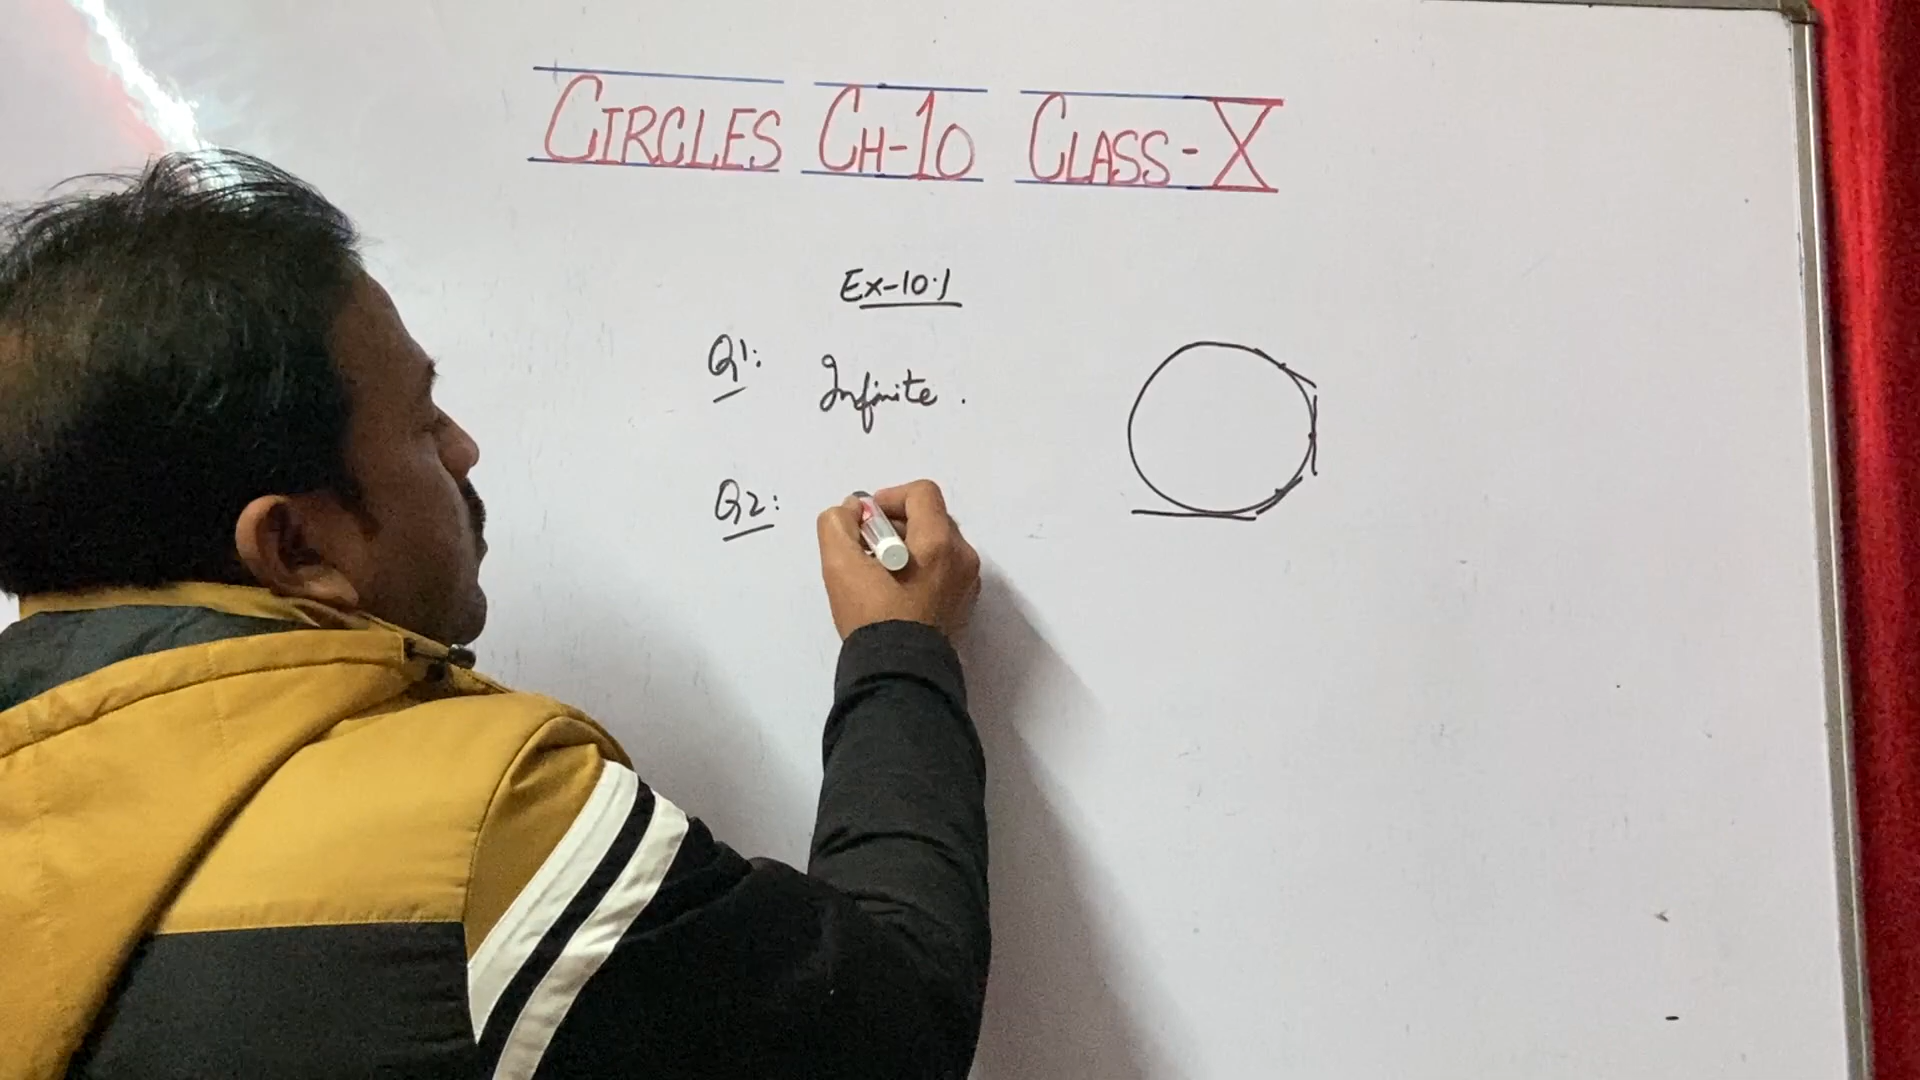 CIRCLES CH-10 CLASS-X
Ex-10.1
Q1: Infinite.
Q2: